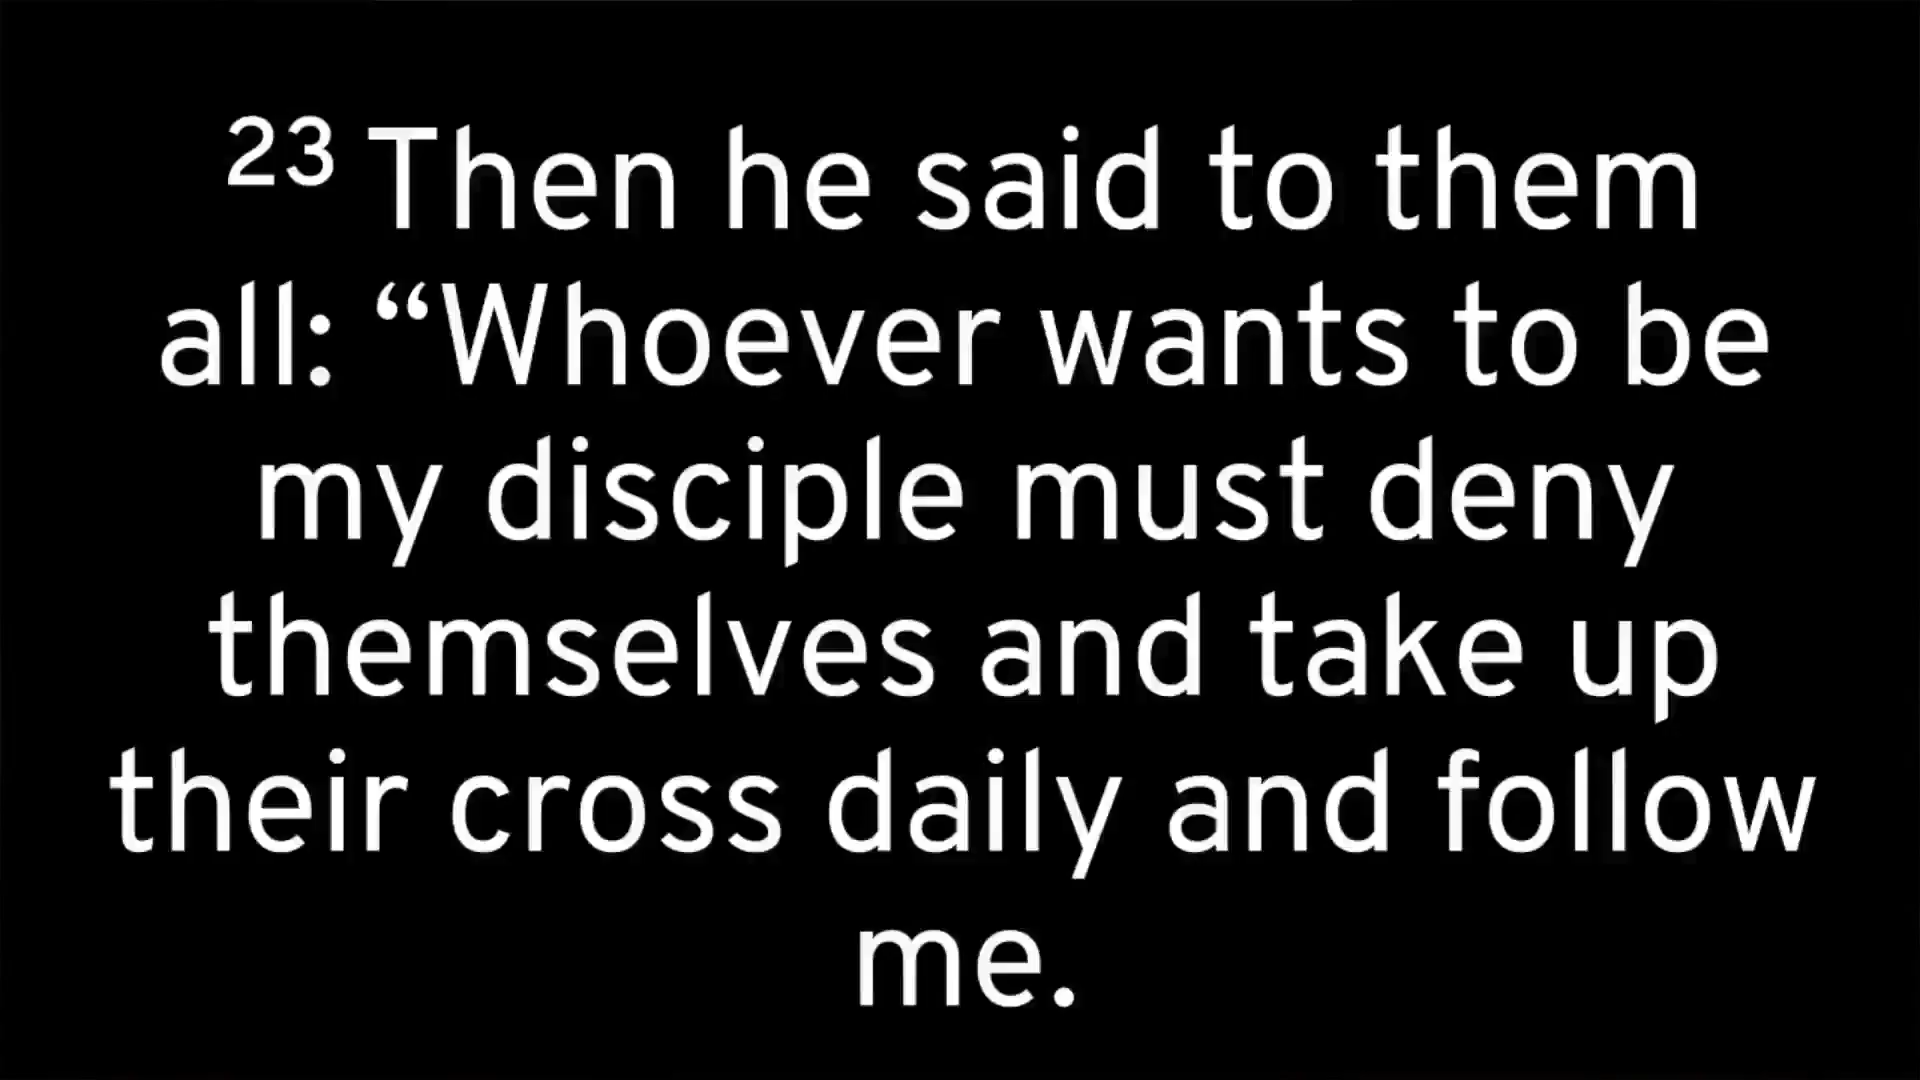 23 Then he said to them
all: “Whoever wants to be
my disciple must deny
themselves and take up
their cross daily and follow
me.